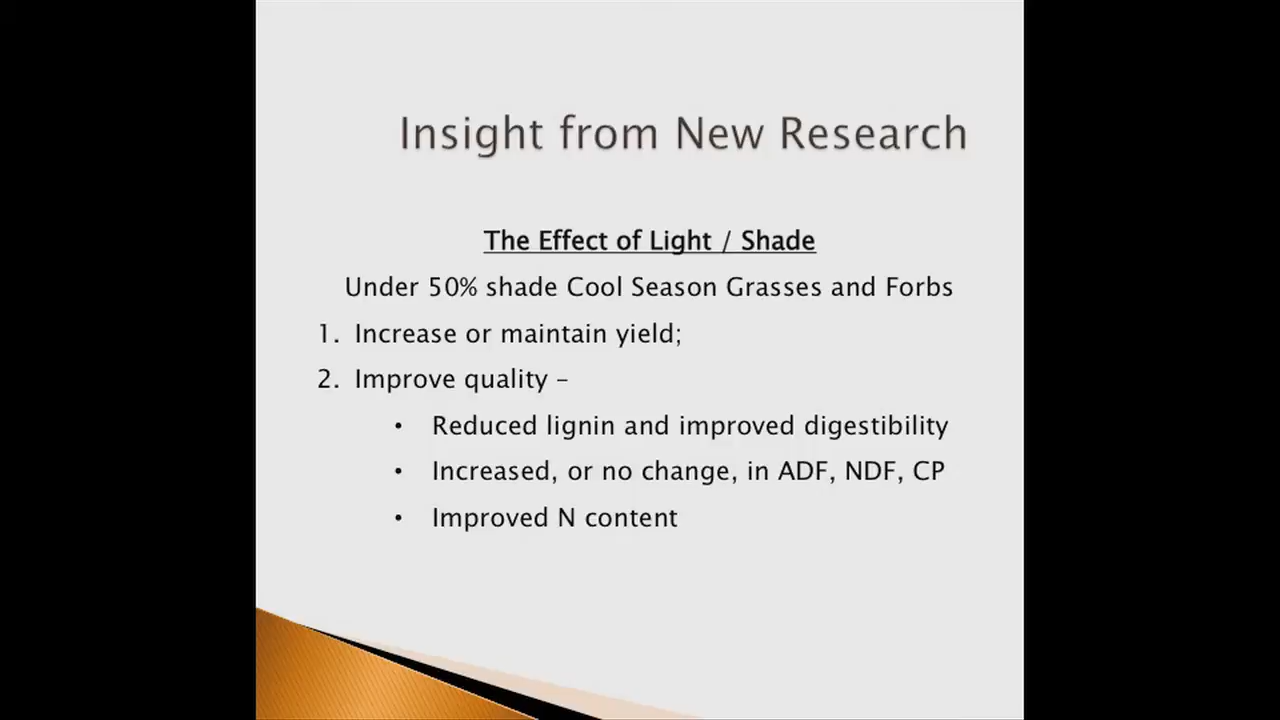 Insight from New Research
The Effect of Light / Shade
Under 50% shade Cool Season Grasses and Forbs
1. Increase or maintain yield;
2. Improve quality –
• Reduced lignin and improved digestibility
• Increased, or no change, in ADF, NDF, CP
• Improved N content